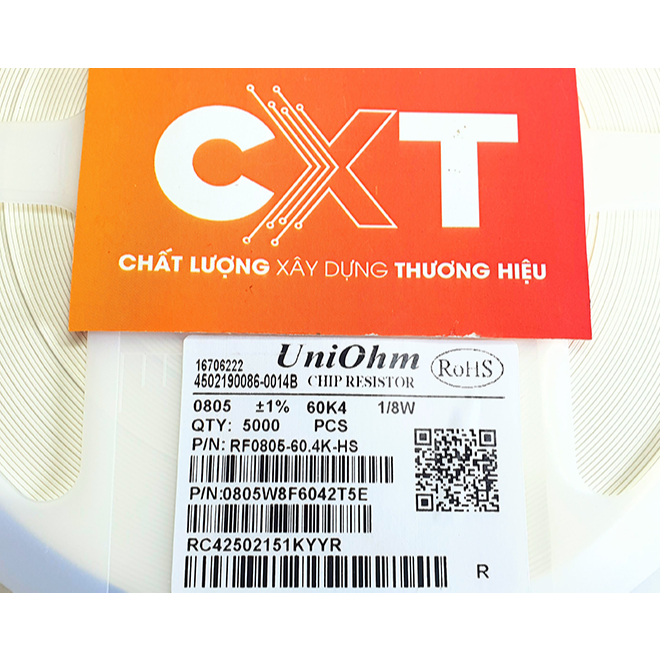 CXT
CHẤT LƯỢNG XÂY DỰNG THƯƠNG HIỆU
16706222
UniOhm
RoHS
4502190086-0014B CHIP RESISTOR
0805 ±1% 60K4 1/8W
QTY: 5000 PCS
P/N: RF0805-60.4K-HS
P/N:0805W8F6042T5E
RC42502151KYYR
R